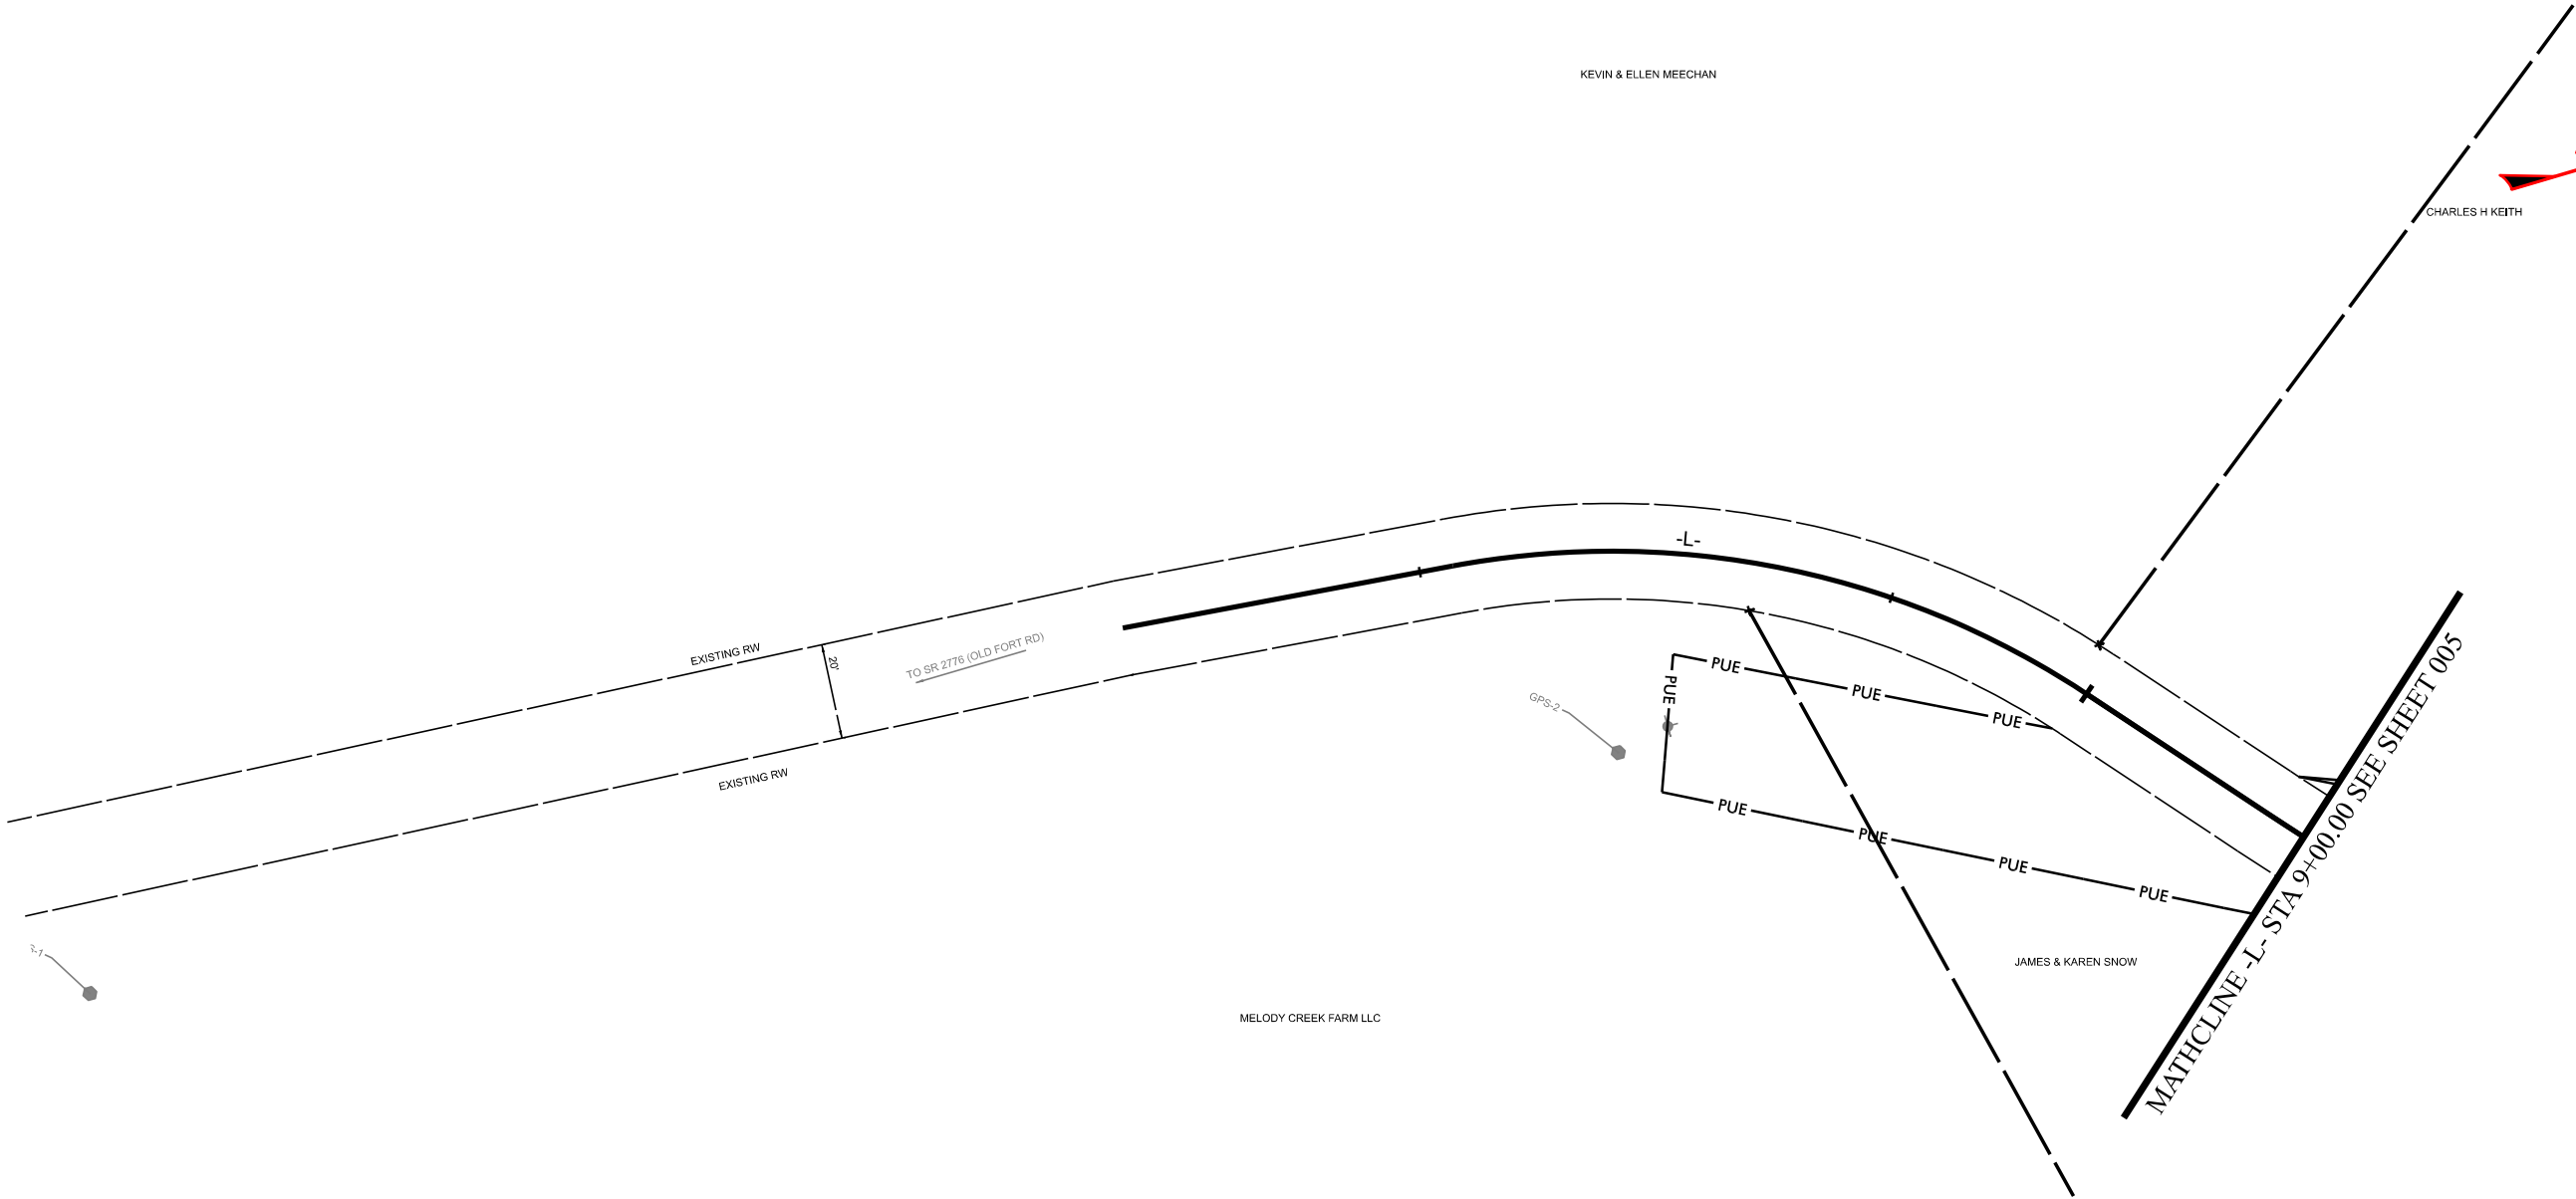 KEVIN & ELLEN MEECHAN
CHARLES H KEITH
-L-
EXISTING RW
20'
TO SR 2776 (OLD FORT RD)
EXISTING RW
PUE
PUE
PUE
PUE
GPS-2
PUE
PUE
PUE
PUE
MATHCLINE -L- STA 9+00.00 SEE SHEET 005
JAMES & KAREN SNOW
MELODY CREEK FARM LLC